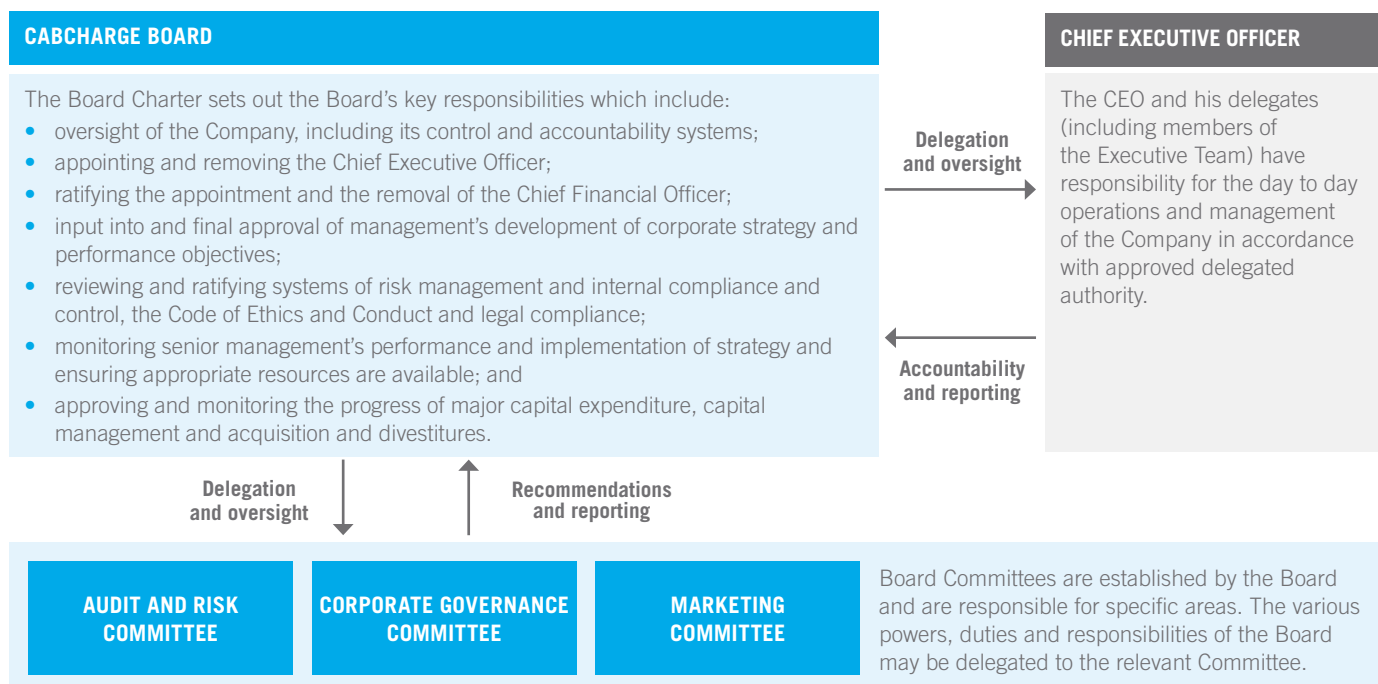 CABCHARGE BOARD
The Board Charter sets out the Board's key responsibilities which include:
• oversight of the Company, including its control and accountability systems;
• appointing and removing the Chief Executive Officer;
• ratifying the appointment and the removal of the Chief Financial Officer;
• input into and final approval of management's development of corporate strategy and
performance objectives;
• reviewing and ratifying systems of risk management and internal compliance and
control, the Code of Ethics and Conduct and legal compliance;
• monitoring senior management's performance and implementation of strategy and
ensuring appropriate resources are available; and
• approving and monitoring the progress of major capital expenditure, capital
management and acquisition and divestitures.
Delegation
and oversight
Accountability
and reporting
CHIEF EXECUTIVE OFFICER
The CEO and his delegates
(including members of
the Executive Team) have
responsibility for the day to day
operations and management
of the Company in accordance
with approved delegated
authority.
Delegation
and oversight
Recommendations
and reporting
AUDIT AND RISK
COMMITTEE
CORPORATE GOVERNANCE
COMMITTEE
MARKETING
COMMITTEE
Board Committees are established by the Board
and are responsible for specific areas. The various
powers, duties and responsibilities of the Board
may be delegated to the relevant Committee.